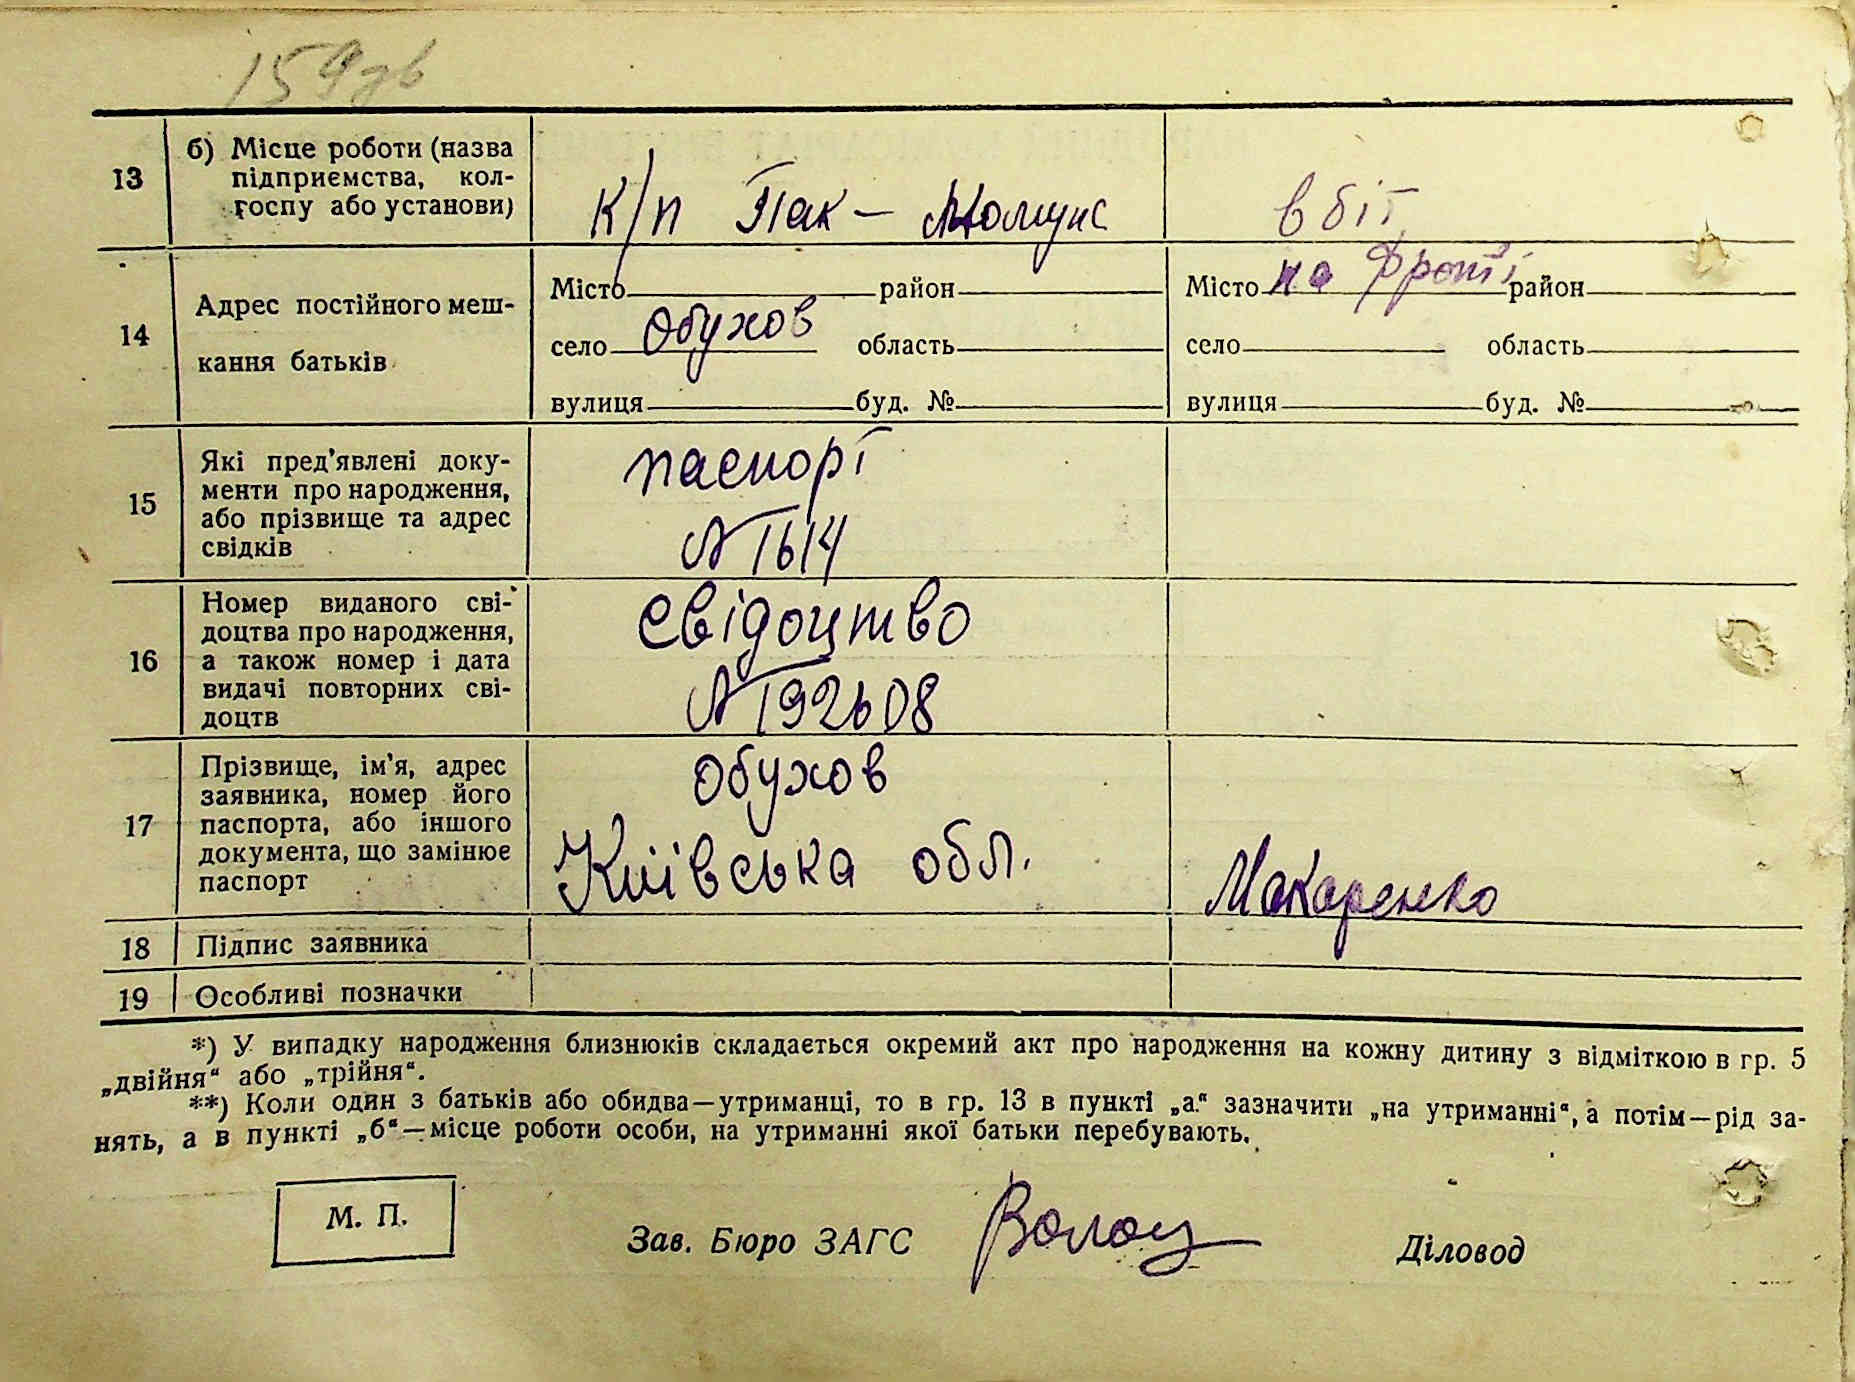 159зв
13
б) Місце роботи (назва
підприємства, кол-
госпу або установи)
К/п Пак –
вбіт
14
Адрес постійного меш-
кання батьків
Місто район
село Обухов область
вулиця буд. №
Місто на фронті район
село область
вулиця буд. №
15
Які пред'явлені доку-
менти про народження,
або прізвище та адрес
свідків
паспорт
№ 1614
16
Номер виданого сві-
доцтва про народження,
а також номер і дата
видачі повторних сві-
доцтв
свідоцтво
№ 192608
17
Прізвище, ім'я, адрес
заявника, номер його
паспорта, або іншого
документа, що замінює
паспорт
Обухов
Київська обл.
Макаренко
18
Підпис заявника
19
Особливі позначки
*) У випадку народження близнюків складається окремий акт про народження на кожну дитину з відміткою в гр. 5
„двійня“ або „трійня“.
**) Коли один з батьків або обидва—утриманці, то в гр. 13 в пункті „а“ зазначити „на утриманні“, а потім—рід за-
нять, а в пункті „б“—місце роботи особи, на утриманні якої батьки перебувають.
М. П.
Зав. Бюро ЗАГС
Діловод